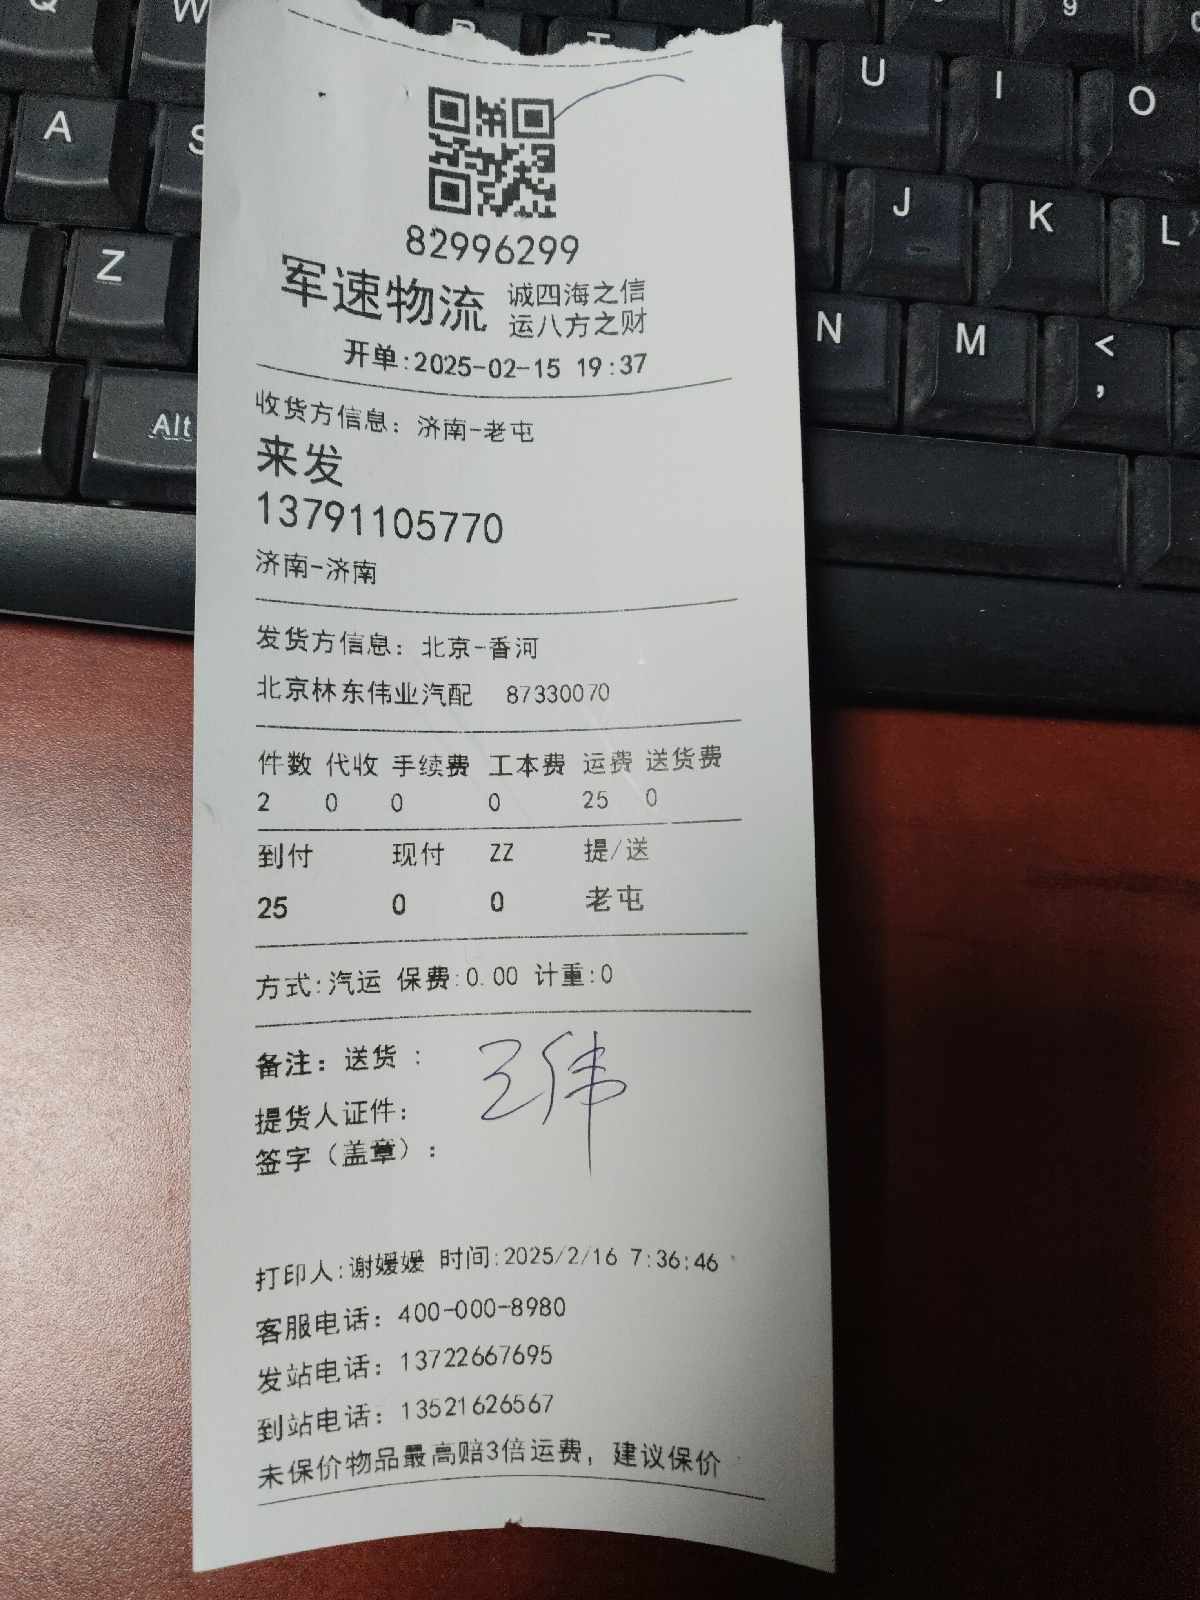 82996299
军速物流 诚四海之信
运八方之财
开单:2025-02-15 19:37
收货方信息: 济南-老屯
来发
13791105770
济南-济南
发货方信息: 北京-香河
北京林东伟业汽配 87330070
件数 代收 手续费 工本费 运费 送货费
2 0 0 0 25 0
到付 现付 ZZ 提/送
25 0 0 老屯
方式:汽运 保费:0.00 计重:0
备注: 送货 :
王伟
提货人证件:
签字（盖章）:
打印人:谢媛媛 时间:2025/2/16 7:36:46
客服电话: 400-000-8980
发站电话: 13722667695
到站电话: 13521626567
未保价物品最高赔3倍运费, 建议保价
Q W R T U I O 9
A S J K L
Z N M < ,
Alt